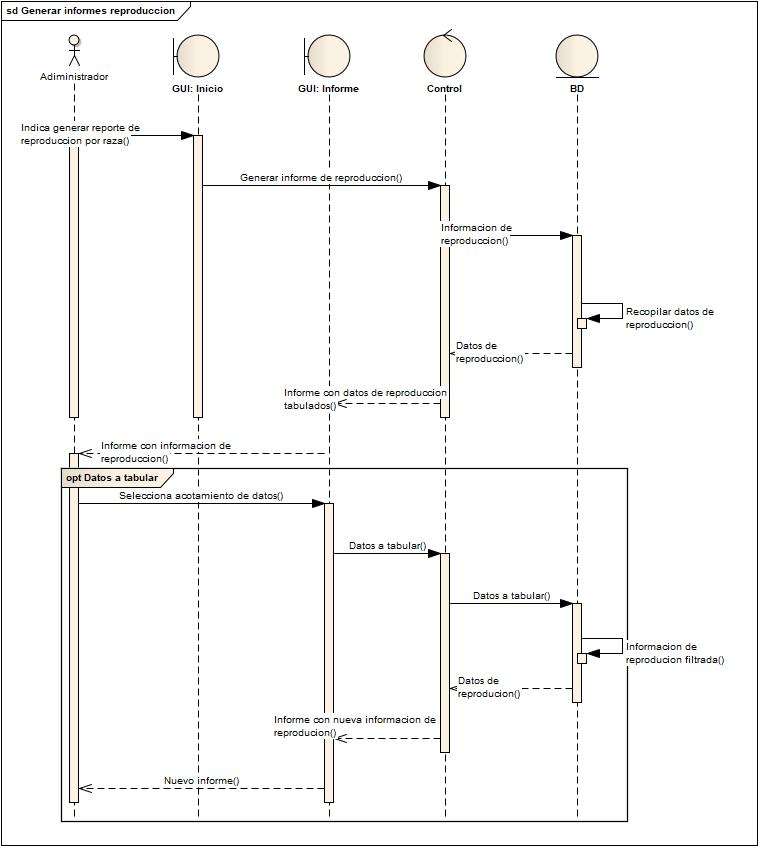 sd Generar informes reproduccion
Adiministrador
GUI: Inicio
GUI: Informe
Control
BD
Indica generar reporte de
reproduccion por raza()
Generar informe de reproduccion()
Informacion de
reproduccion()
Recopilar datos de
reproduccion()
Datos de
reproduccion()
Informe con datos de reproduccion
tabulados()
Informe con informacion de
reproduccion()
opt Datos a tabular
Selecciona acotamiento de datos()
Datos a tabular()
Datos a tabular()
Informacion de
reproducion filtrada()
Datos de
reproducion()
Informe con nueva informacion de
reproducion()
Nuevo informe()